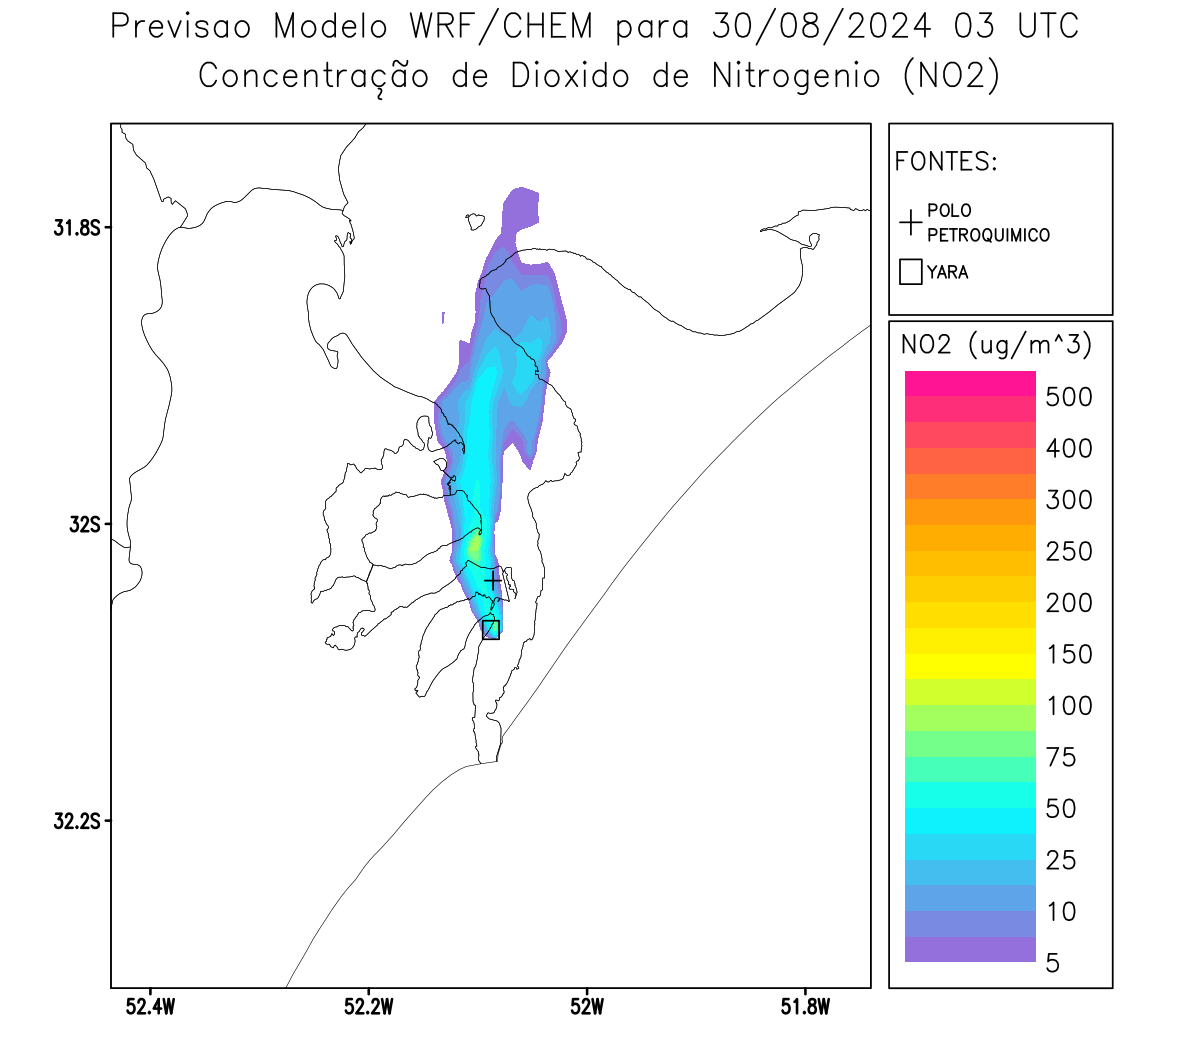 Previsao Modelo WRF/CHEM para 30/08/2024 03 UTC
Concentração de Dioxido de Nitrogenio (NO2)
FONTES:
POLO
PETROQUIMICO
YARA
31.8S
32S
32.2S
52.4W
52.2W
52W
51.8W
NO2 (ug/m^3)
500
400
300
250
200
150
100
75
50
25
10
5